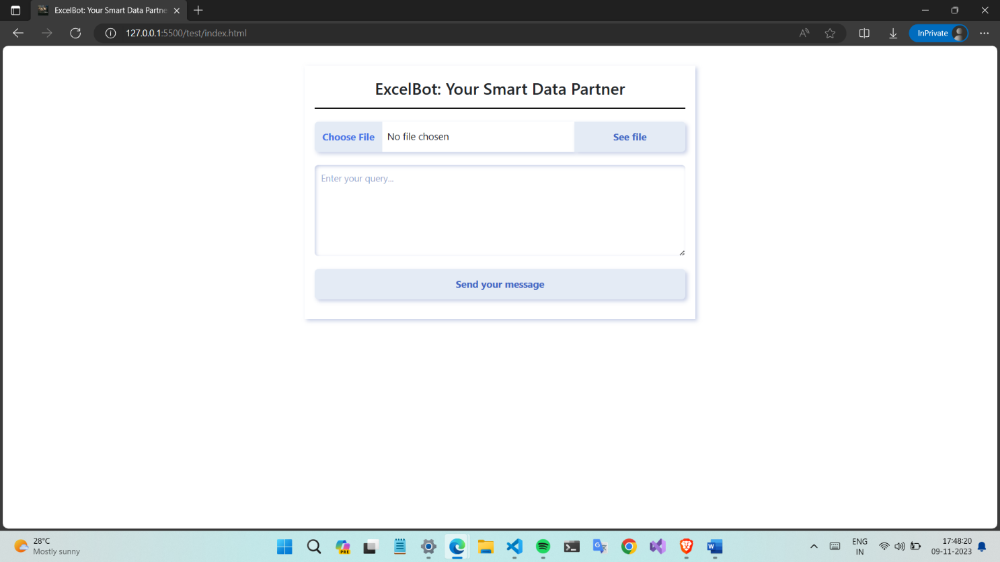 ExcelBot: Your Smart Data Partne
127.0.0.1:5500/test/index.html
InPrivate
ExcelBot: Your Smart Data Partner
Choose File No file chosen See file
Enter your query...
Send your message
28°C
Mostly sunny
PRE
ENG
IN
17:48:20
09-11-2023